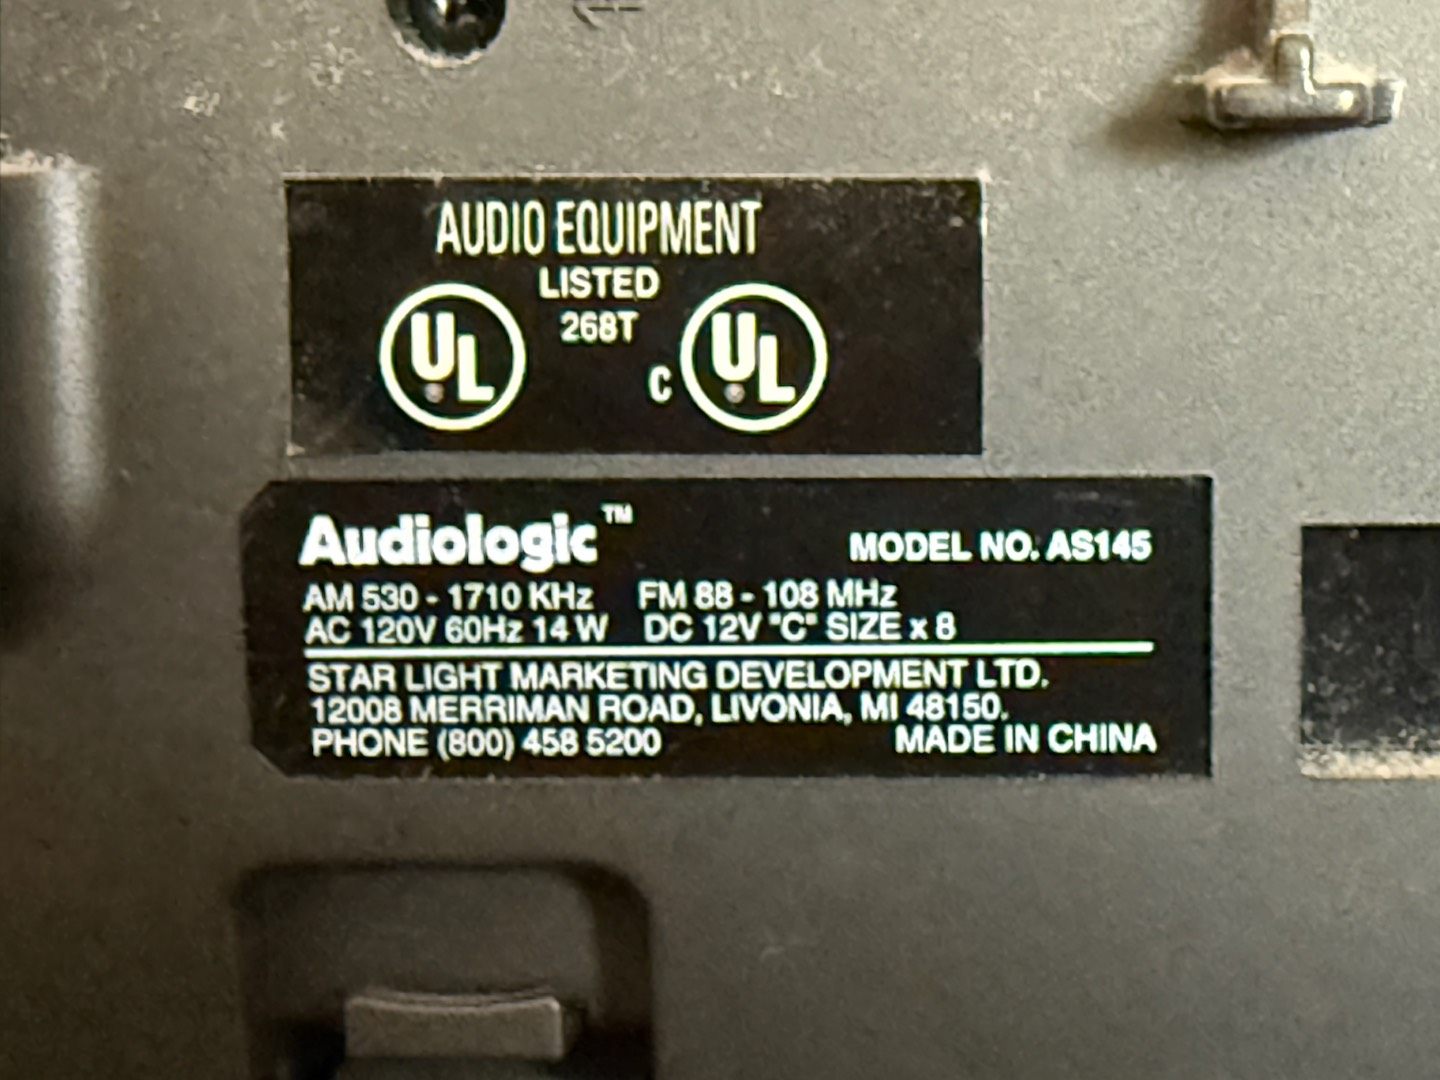 AUDIO EQUIPMENT
LISTED
268T
UL
C UL
Audiologic™
MODEL NO. AS145
AM 530 - 1710 KHz FM 88 - 108 MHz
AC 120V 60Hz 14 W DC 12V "C" SIZE x 8
STAR LIGHT MARKETING DEVELOPMENT LTD.
12008 MERRIMAN ROAD, LIVONIA, MI 48150.
PHONE (800) 458 5200 MADE IN CHINA